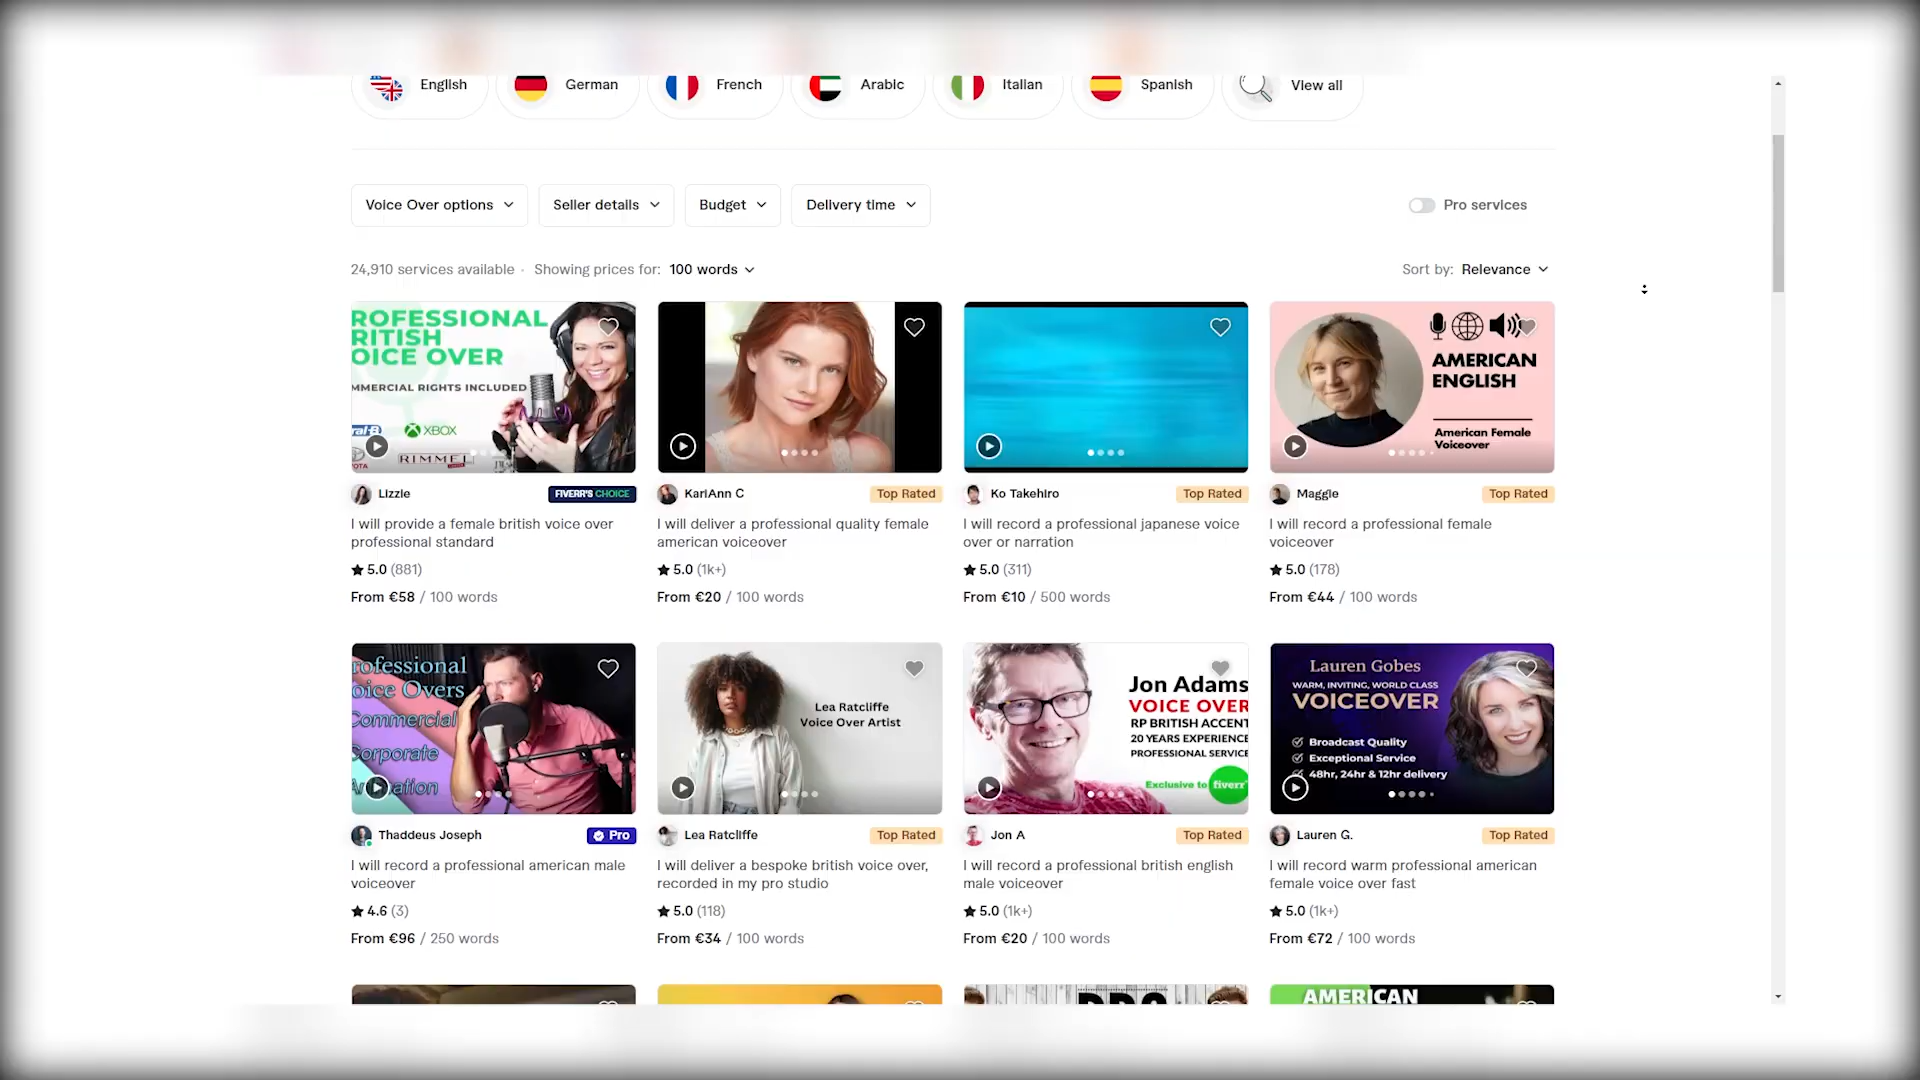 English
German
French
Arabic
Italian
Spanish
View all
Voice Over options
Seller details
Budget
Delivery time
Pro services
24,910 services available · Showing prices for: 100 words
Sort by: Relevance
ROFESSIONAL
RITISH
OICE OVER
MMERCIAL RIGHTS INCLUDED
XBOX
RIMMEL
AMERICAN
ENGLISH
American Female
Voiceover
Lizzie
FIVERR'S CHOICE
I will provide a female british voice over
professional standard
5.0 (881)
From €58 / 100 words
KariAnn C
Top Rated
I will deliver a professional quality female
american voiceover
5.0 (1k+)
From €20 / 100 words
Ko Takehiro
Top Rated
I will record a professional japanese voice
over or narration
5.0 (311)
From €10 / 500 words
Maggie
Top Rated
I will record a professional female
voiceover
5.0 (178)
From €44 / 100 words
rofessional
oice Overs
Commercial
Corporate
Lea Ratcliffe
Voice Over Artist
Jon Adams
VOICE OVER
RP BRITISH ACCENT
20 YEARS EXPERIENCE
PROFESSIONAL SERVICE
Exclusive to fiverr
Lauren Gobes
WARM, INVITING, WORLD CLASS
VOICEOVER
Broadcast Quality
Exceptional Service
48hr, 24hr & 12hr delivery
Thaddeus Joseph
Pro
I will record a professional american male
voiceover
4.6 (3)
From €96 / 250 words
Lea Ratcliffe
Top Rated
I will deliver a bespoke british voice over,
recorded in my pro studio
5.0 (118)
From €34 / 100 words
Jon A
Top Rated
I will record a professional british english
male voiceover
5.0 (1k+)
From €20 / 100 words
Lauren G.
Top Rated
I will record warm professional american
female voice over fast
5.0 (1k+)
From €72 / 100 words
AMERICAN